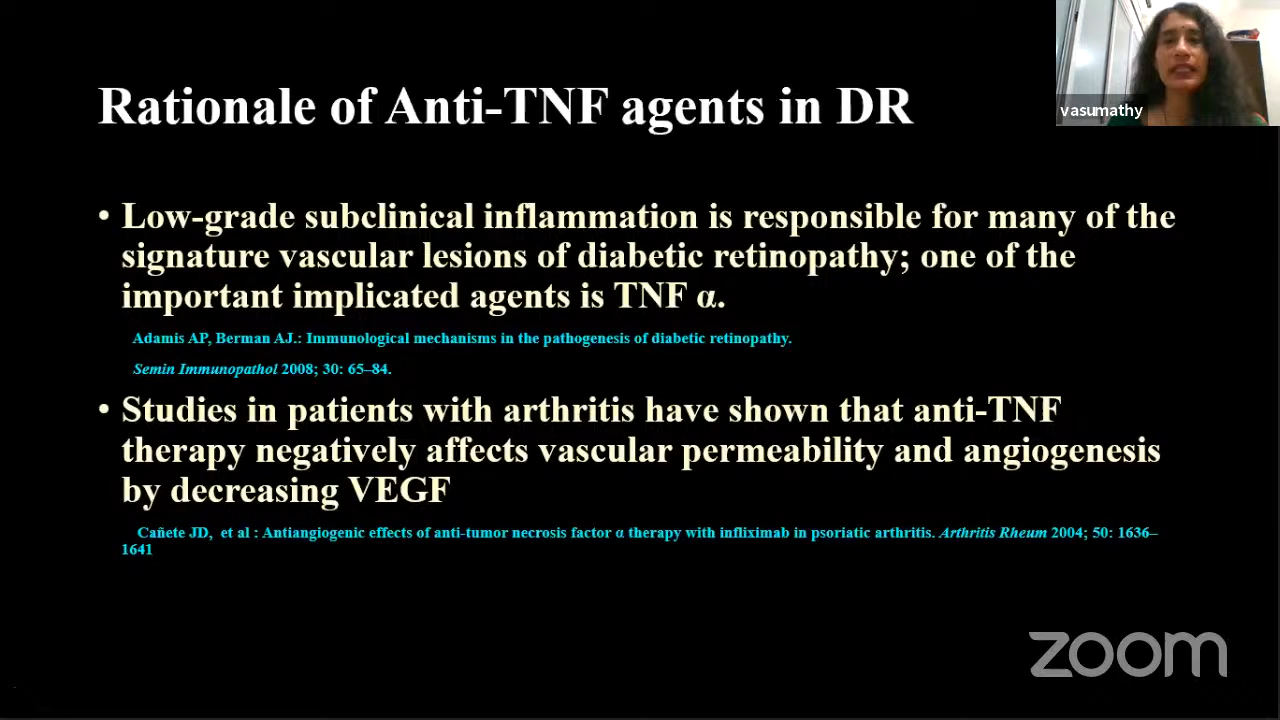 Rationale of Anti-TNF agents in DR
vasumathy
• Low-grade subclinical inflammation is responsible for many of the
signature vascular lesions of diabetic retinopathy; one of the
important implicated agents is TNF α.
Adamis AP, Berman AJ.: Immunological mechanisms in the pathogenesis of diabetic retinopathy.
Semin Immunopathol 2008; 30: 65–84.
• Studies in patients with arthritis have shown that anti-TNF
therapy negatively affects vascular permeability and angiogenesis
by decreasing VEGF
Cañete JD, et al : Antiangiogenic effects of anti-tumor necrosis factor α therapy with infliximab in psoriatic arthritis. Arthritis Rheum 2004; 50: 1636–
1641
zoom